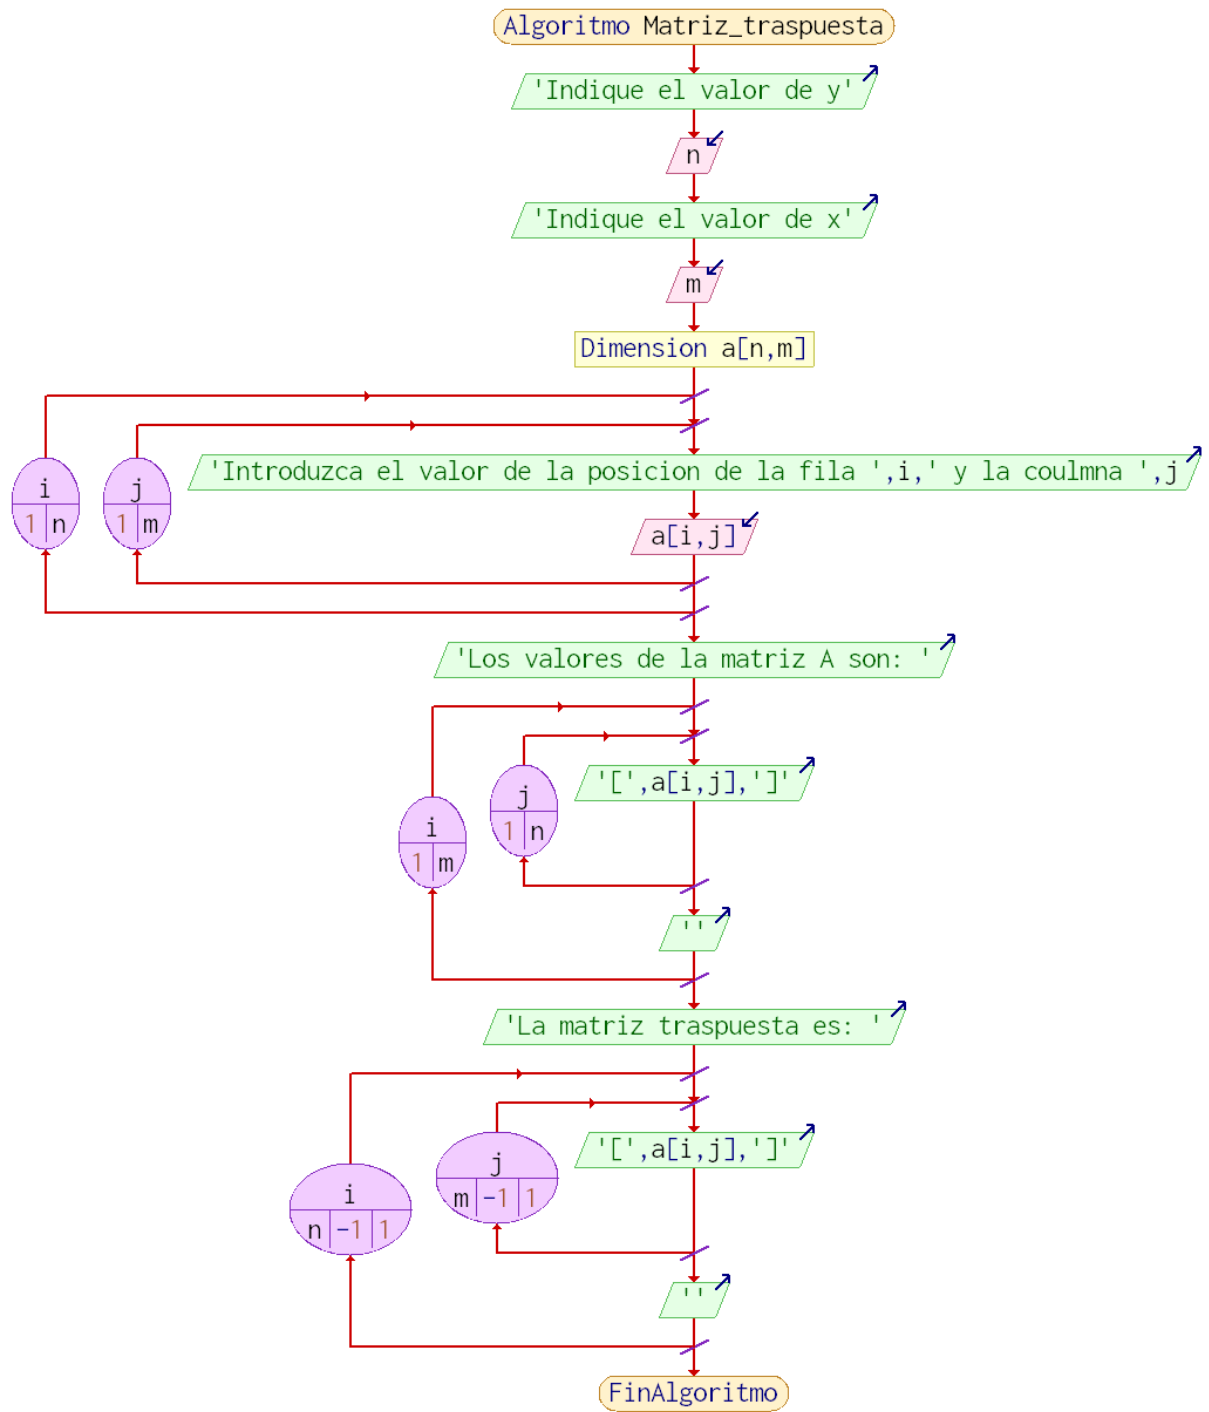 Algoritmo Matriz_traspuesta
'Indique el valor de y'
n
'Indique el valor de x'
m
Dimension a[n,m]
i
1 n
j
1 m
'Introduzca el valor de la posicion de la fila ',i,' y la coulmna ',j
a[i,j]
'Los valores de la matriz A son: '
i
1 m
j
1 n
'[',a[i,j],']'
''
'La matriz traspuesta es: '
i
n -1 1
j
m -1 1
'[',a[i,j],']'
''
FinAlgoritmo